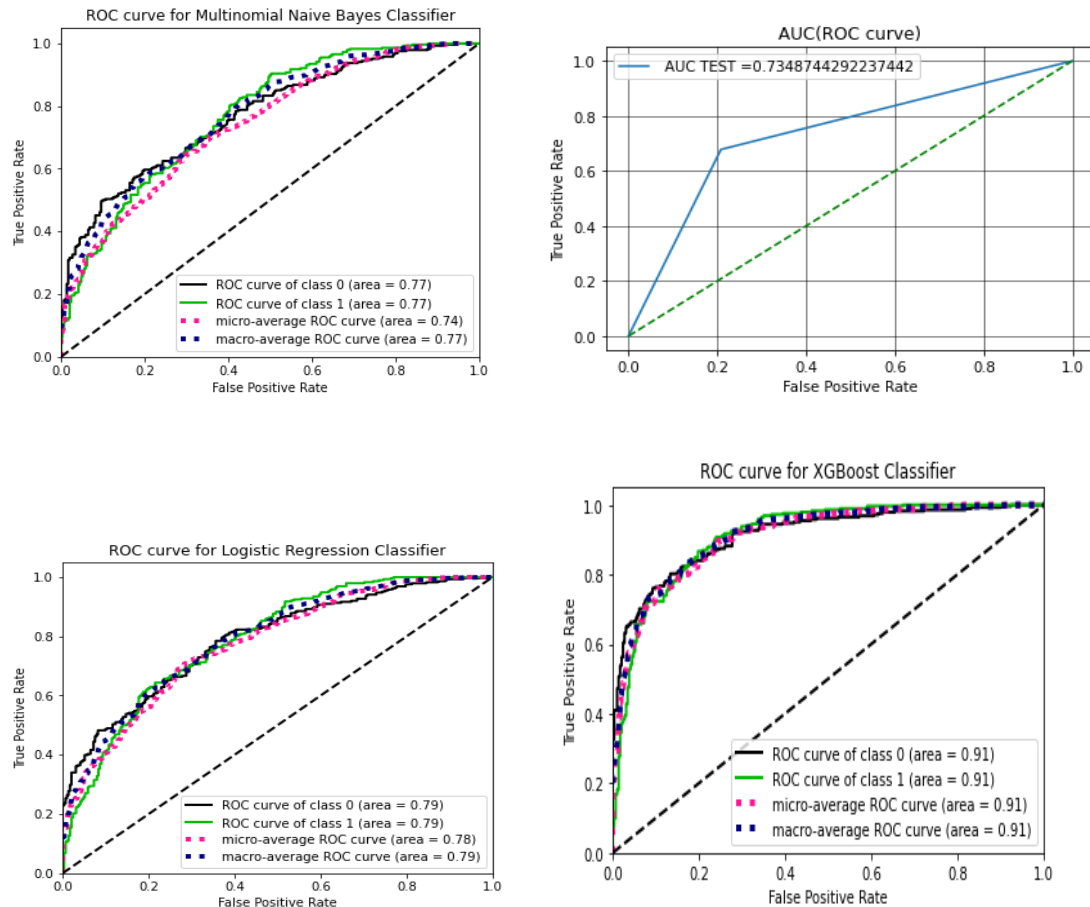 ROC curve for Multinomial Naive Bayes Classifier
True Positive Rate
1.0
0.8
0.6
0.4
0.2
0.0
ROC curve of class 0 (area = 0.77)
ROC curve of class 1 (area = 0.77)
micro-average ROC curve (area = 0.74)
macro-average ROC curve (area = 0.77)
0.0 0.2 0.4 0.6 0.8 1.0
False Positive Rate
AUC(ROC curve)
AUC TEST =0.7348744292237442
True Positive Rate
1.0
0.8
0.6
0.4
0.2
0.0
0.0 0.2 0.4 0.6 0.8 1.0
False Positive Rate
ROC curve for Logistic Regression Classifier
True Positive Rate
1.0
0.8
0.6
0.4
0.2
0.0
ROC curve of class 0 (area = 0.79)
ROC curve of class 1 (area = 0.79)
micro-average ROC curve (area = 0.78)
macro-average ROC curve (area = 0.79)
0.0 0.2 0.4 0.6 0.8 1.0
False Positive Rate
ROC curve for XGBoost Classifier
True Positive Rate
1.0
0.8
0.6
0.4
0.2
0.0
ROC curve of class 0 (area = 0.91)
ROC curve of class 1 (area = 0.91)
micro-average ROC curve (area = 0.91)
macro-average ROC curve (area = 0.91)
0.0 0.2 0.4 0.6 0.8 1.0
False Positive Rate